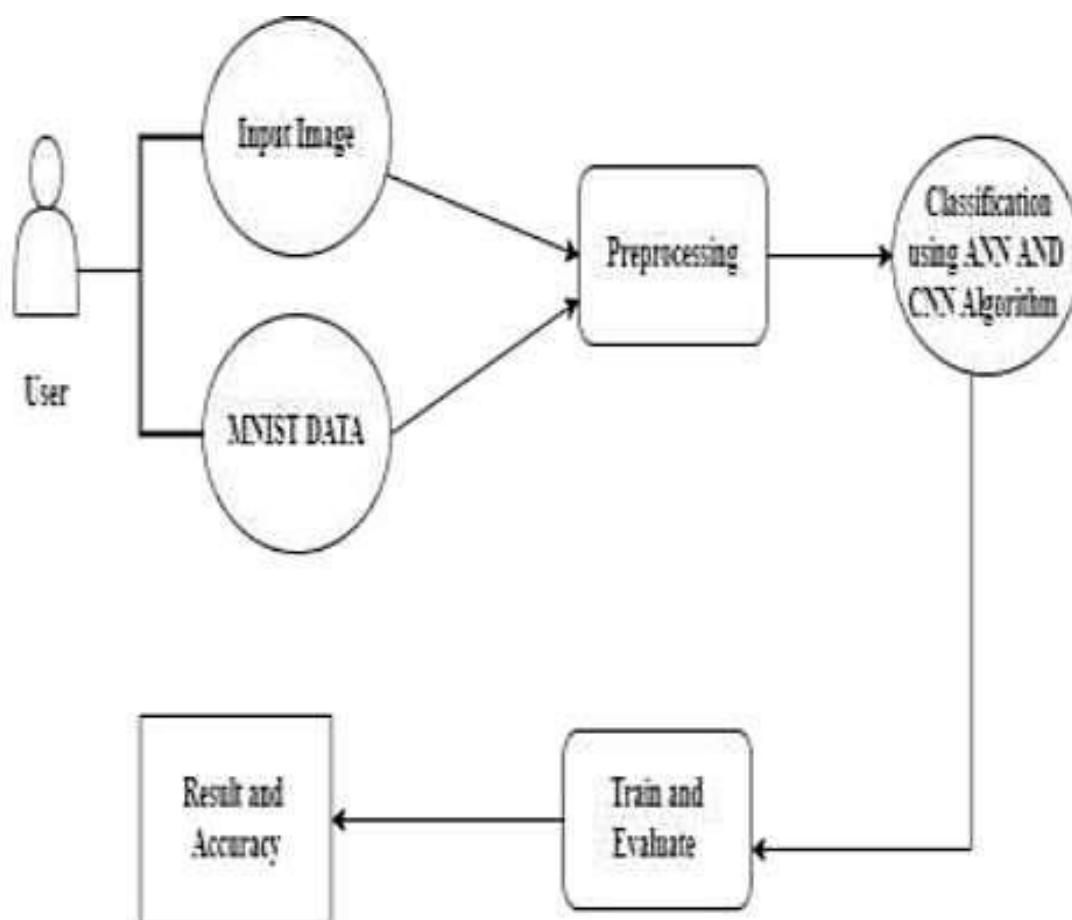 Input Image
User
MNIST DATA
Preprocessing
Classification
using ANN AND
CNN Algorithm
Train and
Evaluate
Result and
Accuracy